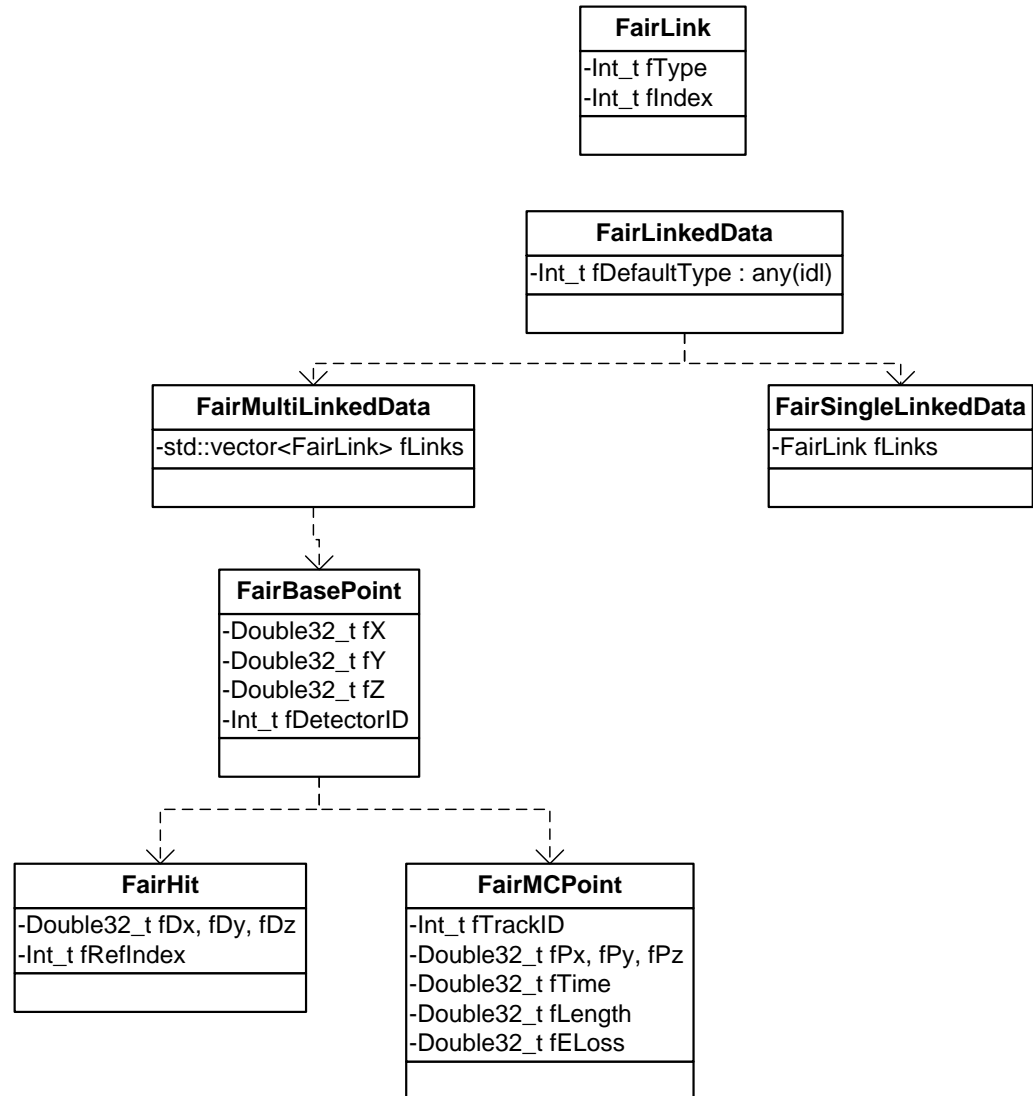 FairLink
-Int_t fType
-Int_t fIndex
FairLinkedData
-Int_t fDefaultType : any(idl)
FairMultiLinkedData
-std::vector<FairLink> fLinks
FairSingleLinkedData
-FairLink fLinks
FairBasePoint
-Double32_t fX
-Double32_t fY
-Double32_t fZ
-Int_t fDetectorID
FairHit
-Double32_t fDx, fDy, fDz
-Int_t fRefIndex
FairMCPoint
-Int_t fTrackID
-Double32_t fPx, fPy, fPz
-Double32_t fTime
-Double32_t fLength
-Double32_t fELoss